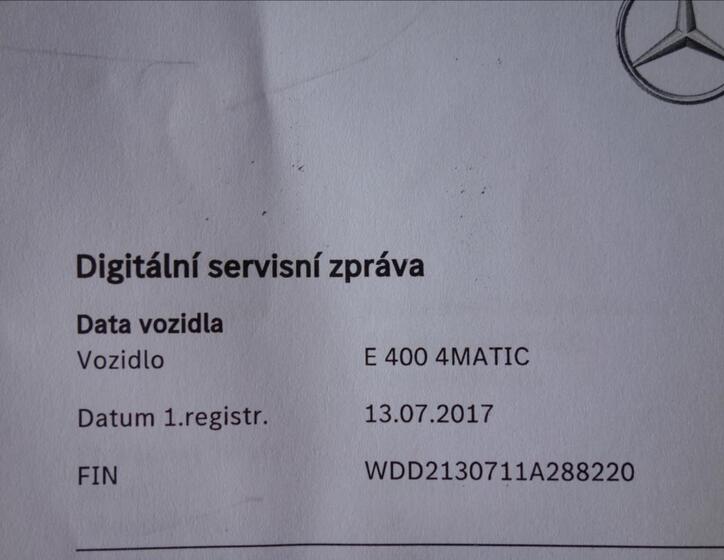 Digitální servisní zpráva
Data vozidla
Vozidlo E 400 4MATIC
Datum 1.registr. 13.07.2017
FIN WDD2130711A288220